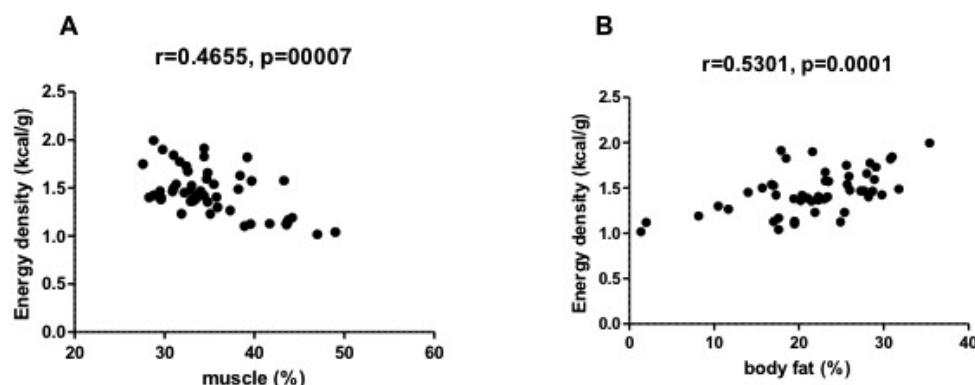 A
r=0.4655, p=00007
Energy density (kcal/g)
2.5
2.0
1.5
1.0
0.5
0.0
20
30
40
50
60
muscle (%)
B
r=0.5301, p=0.0001
Energy density (kcal/g)
2.5
2.0
1.5
1.0
0.5
0.0
0
10
20
30
40
body fat (%)